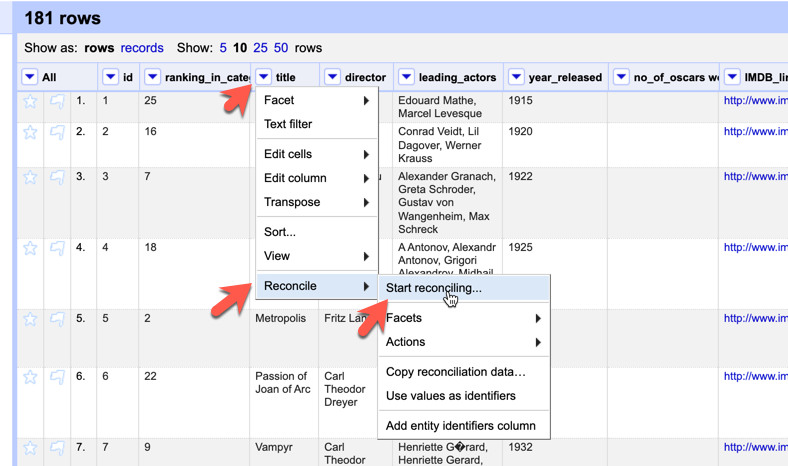 181 rows
Show as: rows records Show: 5 10 25 50 rows
All id ranking_in_cate title director leading_actors year_released no_of_oscars w IMDB_li
1. 1 25 Edouard Mathe, Marcel Levesque 1915 http://www.im
2. 2 16 Conrad Veidt, Lil Dagover, Werner Krauss 1920 http://www.im
3. 3 7 Alexander Granach, Greta Schroder, Gustav von Wangenheim, Max Schreck 1922 http://www.im
4. 4 18 A Antonov, Alexandr Antonov, Grigori Alexandrov, Midhail 1925 http://www.im
5. 5 2 Metropolis Fritz Lan http://www.im
6. 6 22 Passion of Joan of Arc Carl Theodor Dreyer http://www.im
7. 7 9 Vampyr Carl Theodor Henriette G�rard, Henriette Gerard, 1932 http://www.im
Facet
Text filter
Edit cells
Edit column
Transpose
Sort...
View
Reconcile
Start reconciling...
Facets
Actions
Copy reconciliation data…
Use values as identifiers
Add entity identifiers column